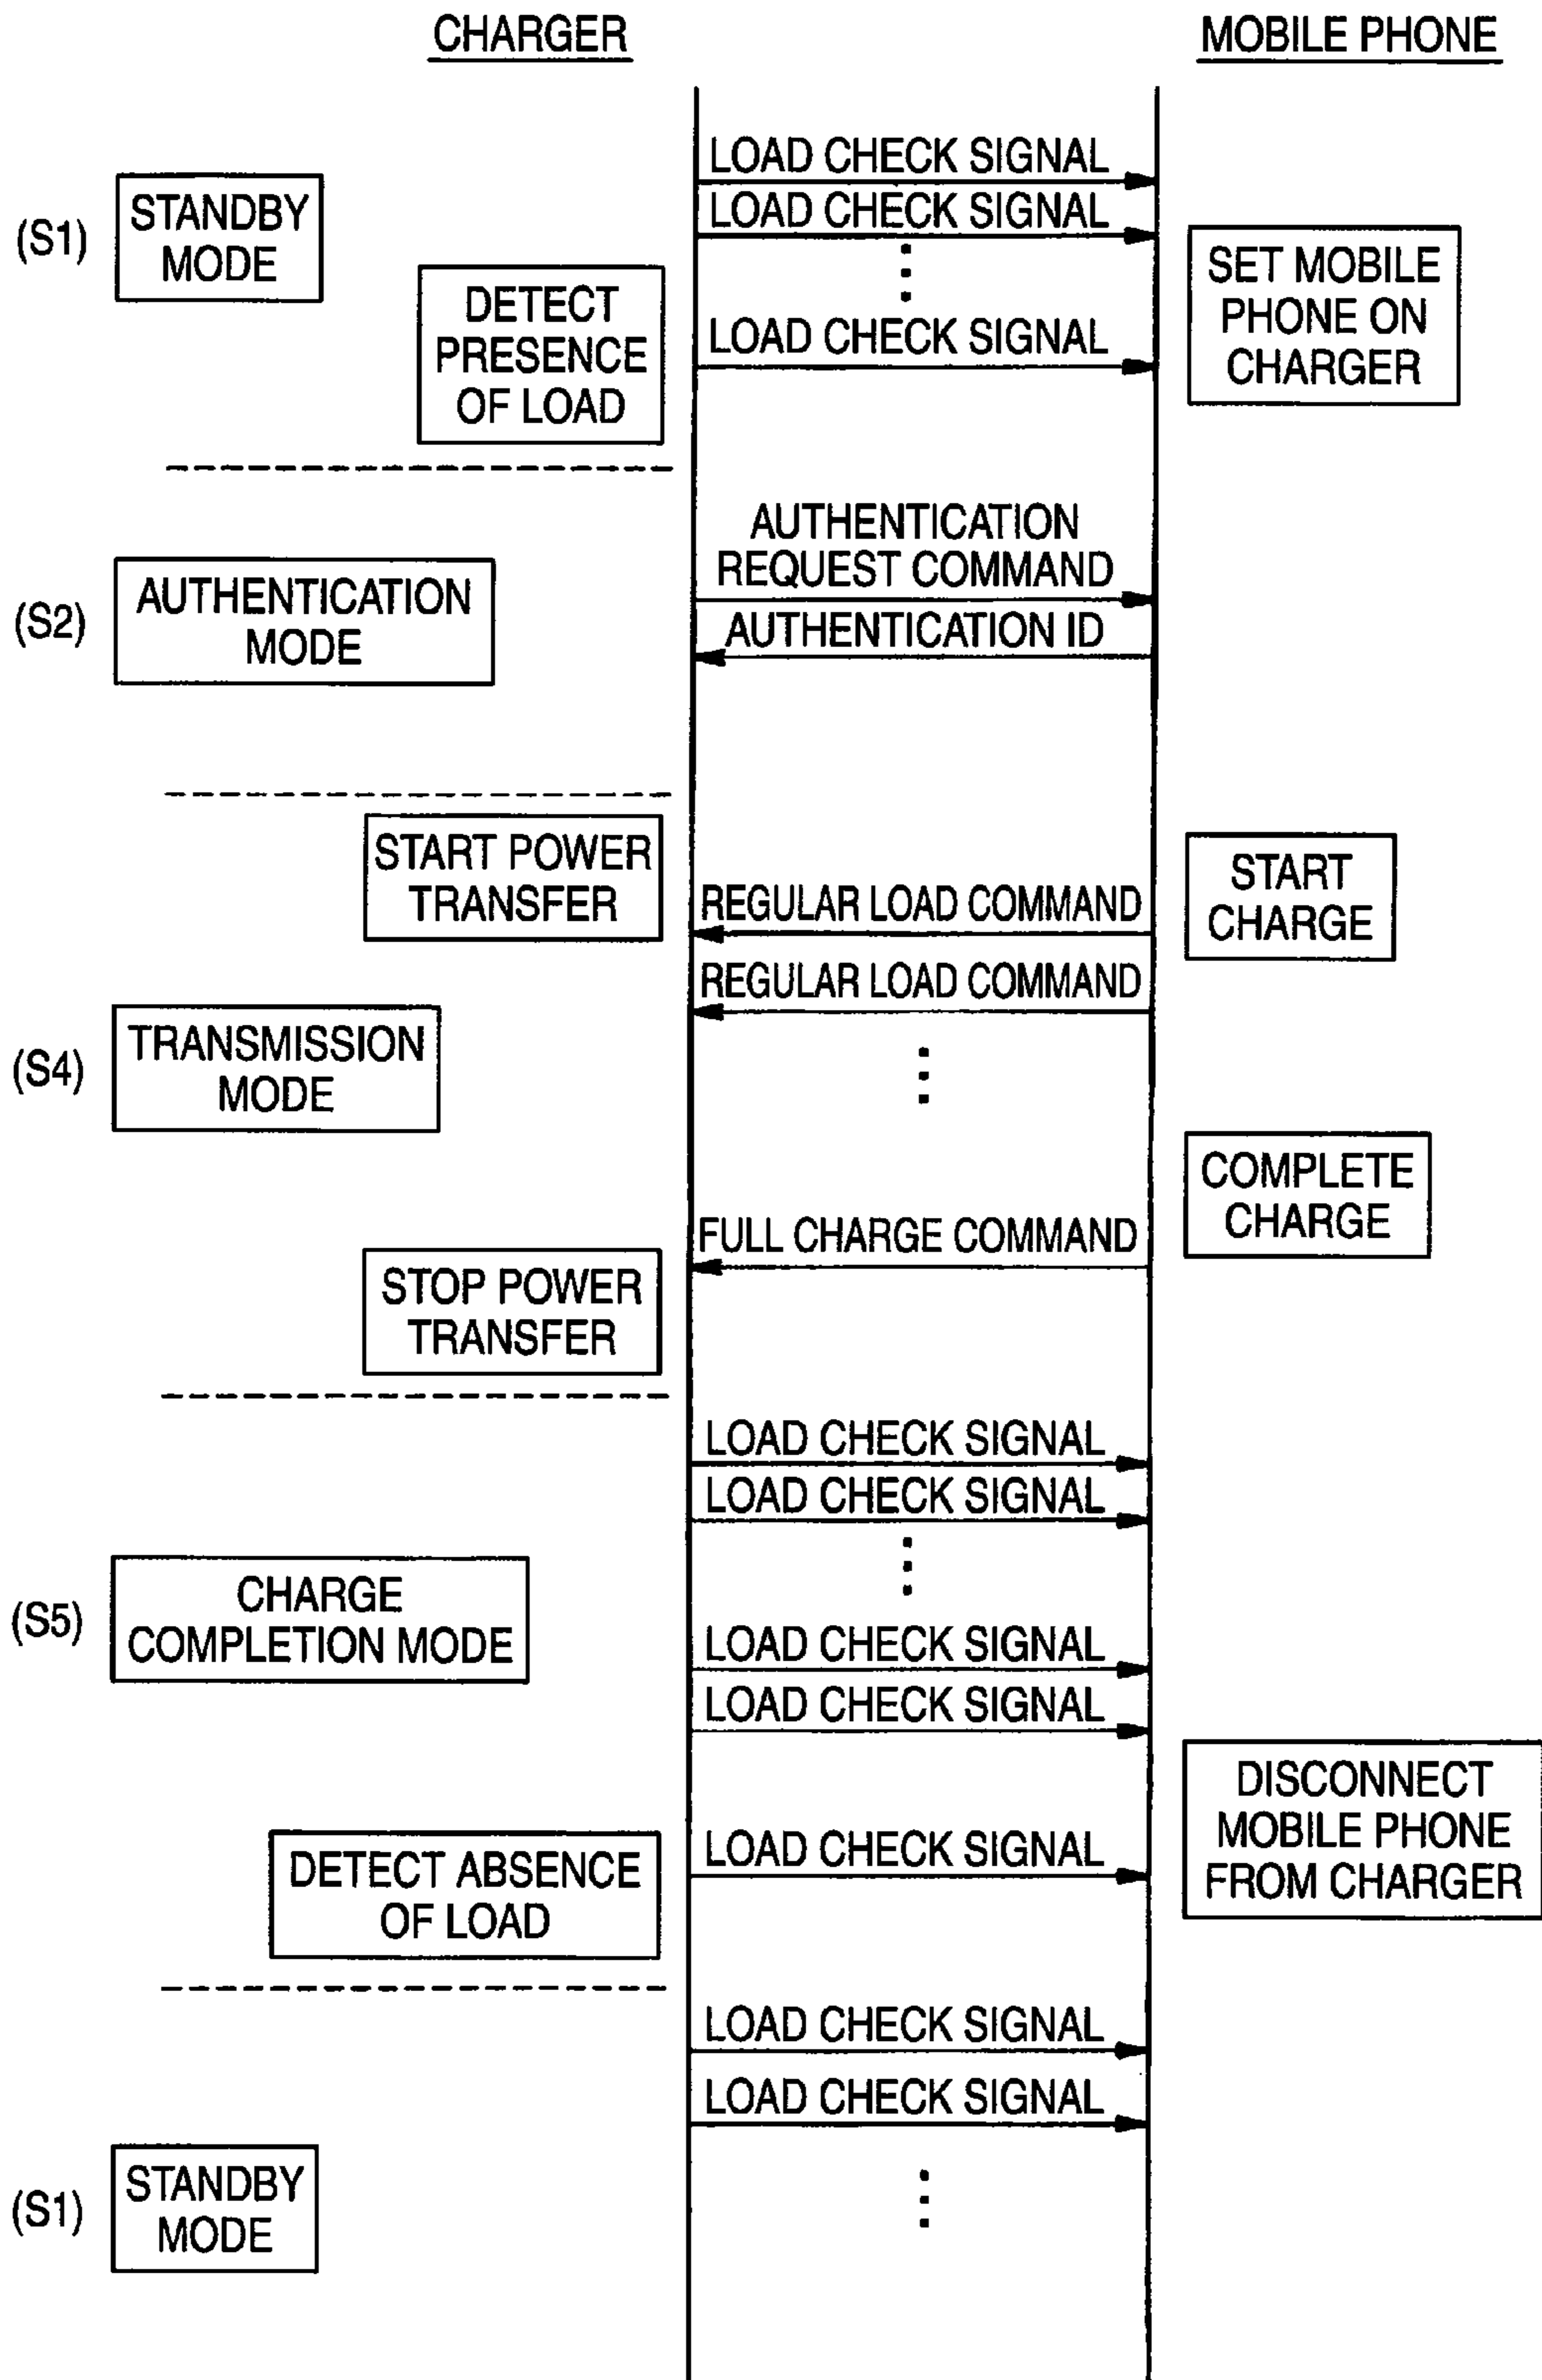 CHARGER
MOBILE PHONE
LOAD CHECK SIGNAL
(S1)
STANDBY
MODE
LOAD CHECK SIGNAL
DETECT
PRESENCE
OF LOAD
SET MOBILE
PHONE ON
CHARGER
LOAD CHECK SIGNAL
AUTHENTICATION
REQUEST COMMAND
(S2)
AUTHENTICATION
MODE
AUTHENTICATION ID
START POWER
TRANSFER
START
CHARGE
REGULAR LOAD COMMAND
REGULAR LOAD COMMAND
(S4)
TRANSMISSION
MODE
COMPLETE
CHARGE
FULL CHARGE COMMAND
STOP POWER
TRANSFER
LOAD CHECK SIGNAL
LOAD CHECK SIGNAL
(S5)
CHARGE
COMPLETION MODE
LOAD CHECK SIGNAL
LOAD CHECK SIGNAL
DISCONNECT
MOBILE PHONE
FROM CHARGER
DETECT ABSENCE
OF LOAD
LOAD CHECK SIGNAL
LOAD CHECK SIGNAL
LOAD CHECK SIGNAL
(S1)
STANDBY
MODE